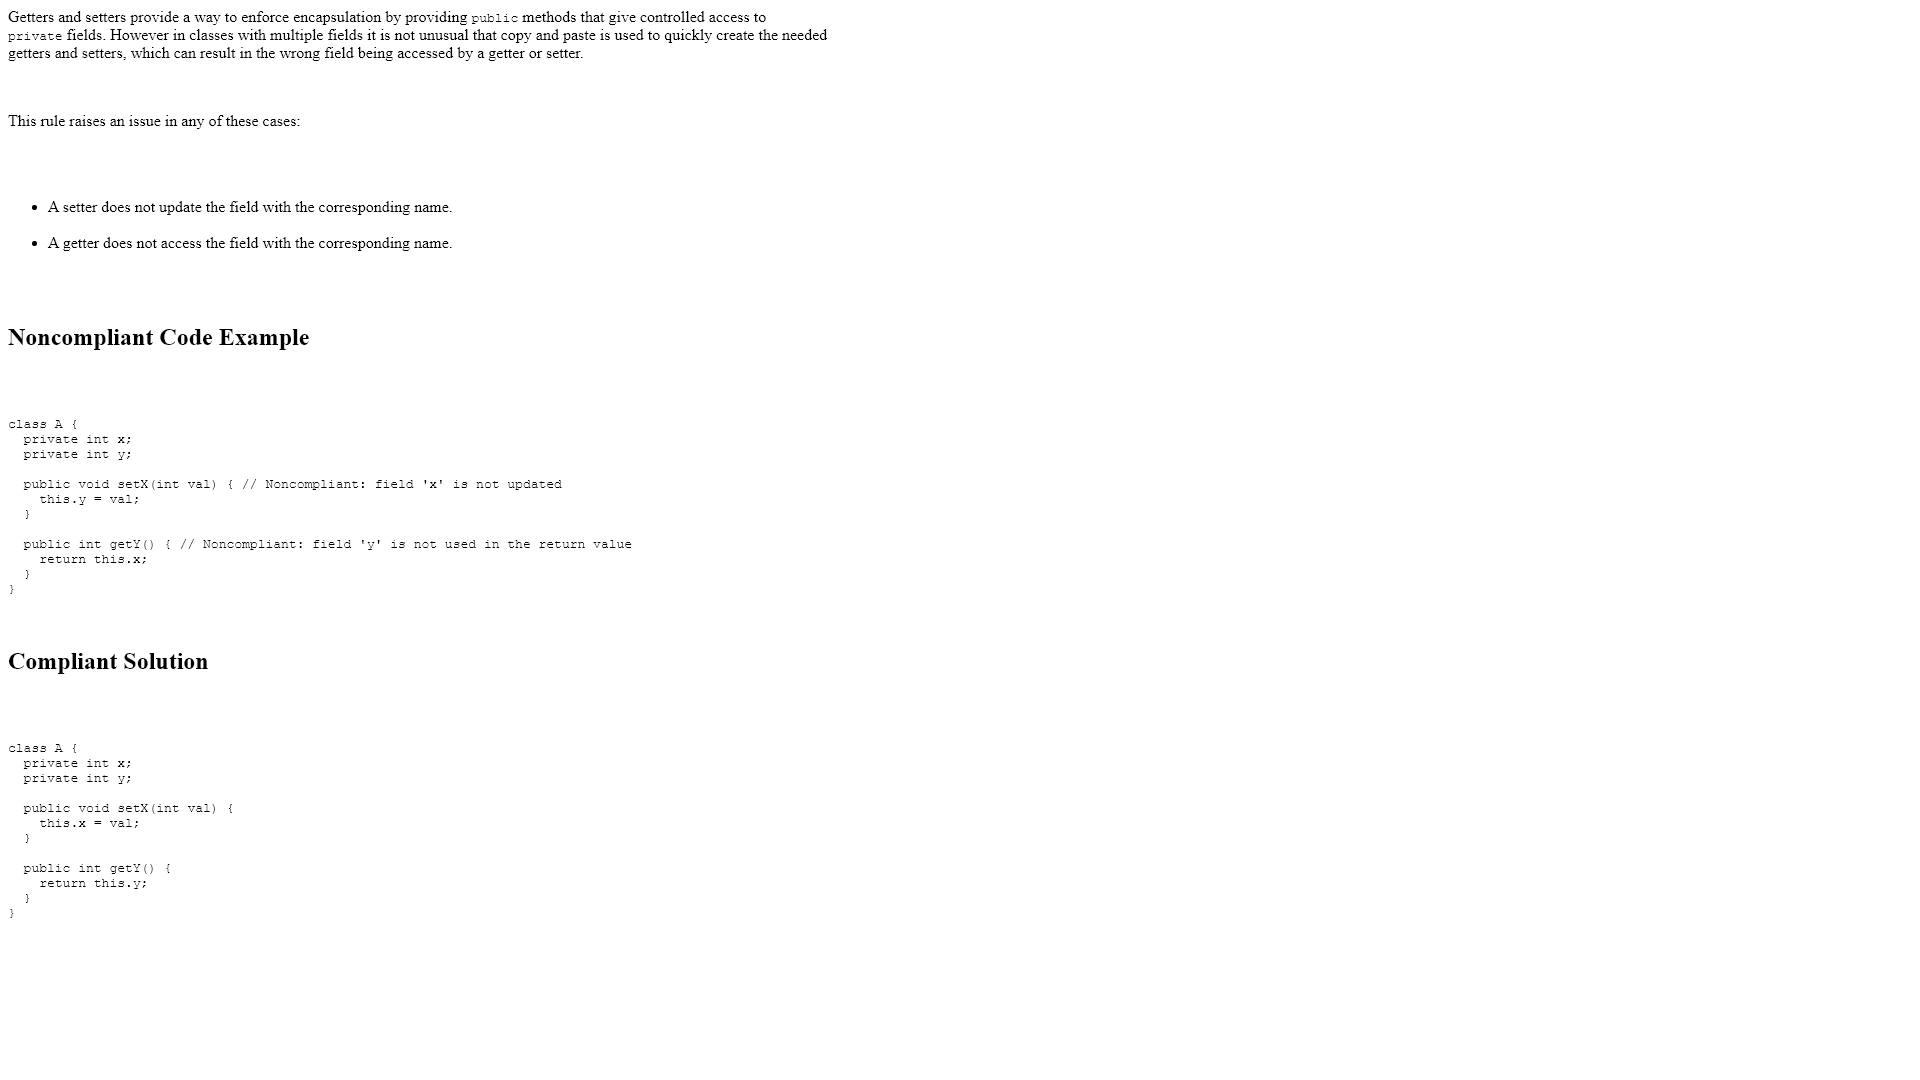 Getters and setters provide a way to enforce encapsulation by providing public methods that give controlled access to
private fields. However in classes with multiple fields it is not unusual that copy and paste is used to quickly create the needed
getters and setters, which can result in the wrong field being accessed by a getter or setter.
This rule raises an issue in any of these cases:
• A setter does not update the field with the corresponding name.
• A getter does not access the field with the corresponding name.
Noncompliant Code Example
class A {
  private int x;
  private int y;
  public void setX(int val) { // Noncompliant: field 'x' is not updated
    this.y = val;
  }
  public int getY() { // Noncompliant: field 'y' is not used in the return value
    return this.x;
  }
}
Compliant Solution
class A {
  private int x;
  private int y;
  public void setX(int val) {
    this.x = val;
  }
  public int getY() {
    return this.y;
  }
}